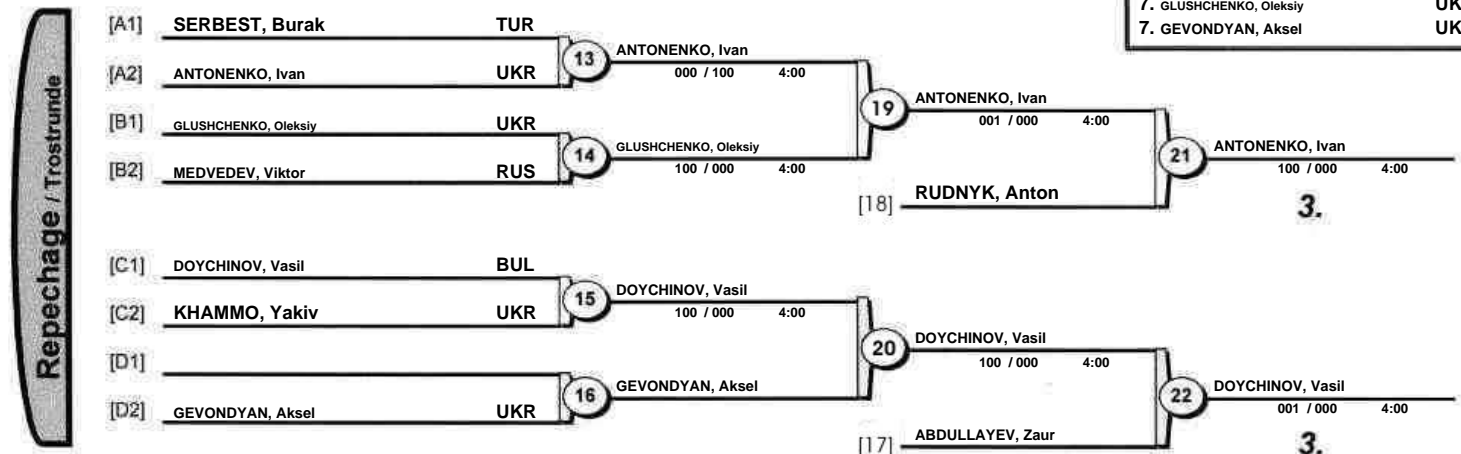 7. GLUSHCHENKO, Oleksiy UK
7. GEVONDYAN, Aksel UK
Repechage / Trostrunde
[A1] SERBEST, Burak TUR
13 ANTONENKO, Ivan
000 / 100 4:00
[A2] ANTONENKO, Ivan UKR
19 ANTONENKO, Ivan
001 / 000 4:00
[B1] GLUSHCHENKO, Oleksiy UKR
14 GLUSHCHENKO, Oleksiy
100 / 000 4:00
[B2] MEDVEDEV, Viktor RUS
21 ANTONENKO, Ivan
100 / 000 4:00
[18] RUDNYK, Anton
3.
[C1] DOYCHINOV, Vasil BUL
15 DOYCHINOV, Vasil
100 / 000 4:00
[C2] KHAMMO, Yakiv UKR
20 DOYCHINOV, Vasil
100 / 000 4:00
[D1]
16 GEVONDYAN, Aksel
[D2] GEVONDYAN, Aksel UKR
22 DOYCHINOV, Vasil
001 / 000 4:00
[17] ABDULLAYEV, Zaur
3.